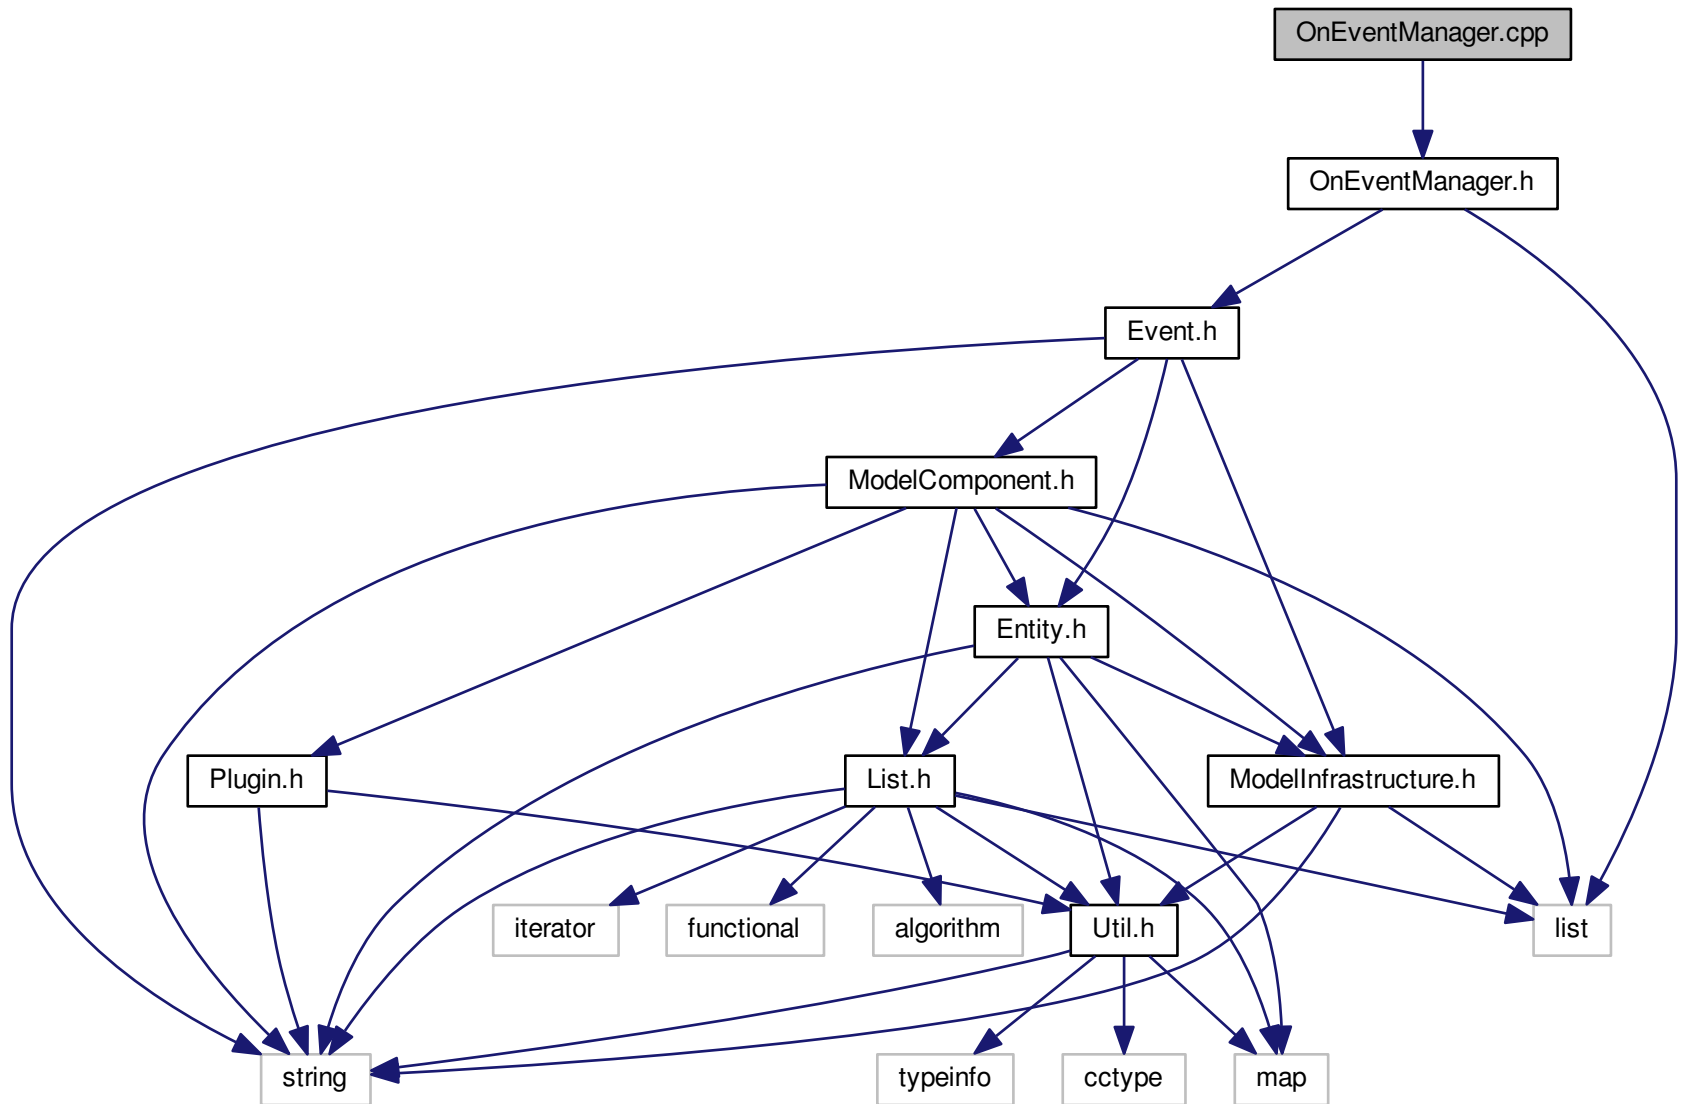 OnEventManager.cpp
OnEventManager.h
Event.h
ModelComponent.h
Entity.h
Plugin.h
List.h
ModelInfrastructure.h
iterator
functional
algorithm
Util.h
list
string
typeinfo
cctype
map